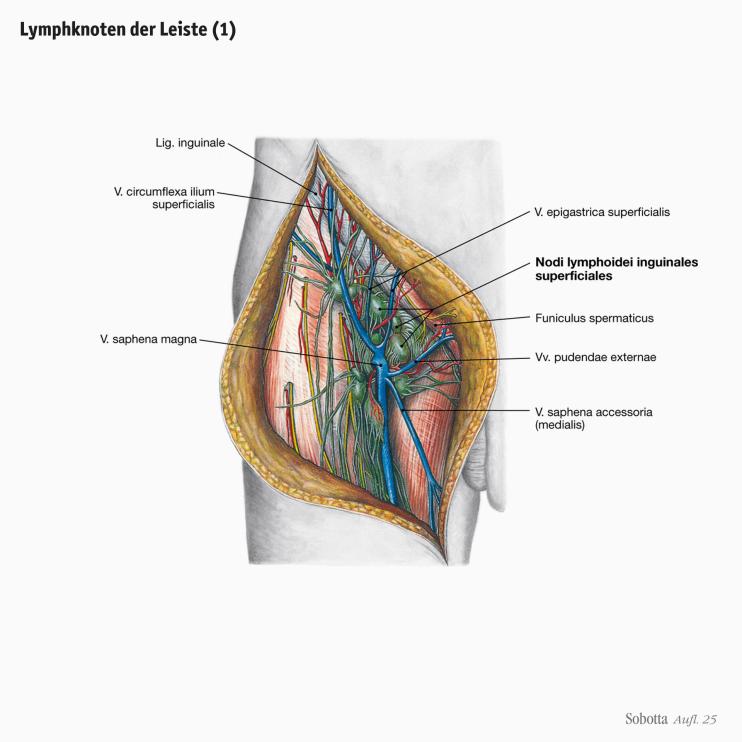 Lymphknoten der Leiste (1)
Lig. inguinale
V. circumflexa ilium
superficialis
V. saphena magna
V. epigastrica superficialis
Nodi lymphoidei inguinales
superficiales
Funiculus spermaticus
Vv. pudendae externae
V. saphena accessoria
(medialis)
Sobotta Aufl. 25